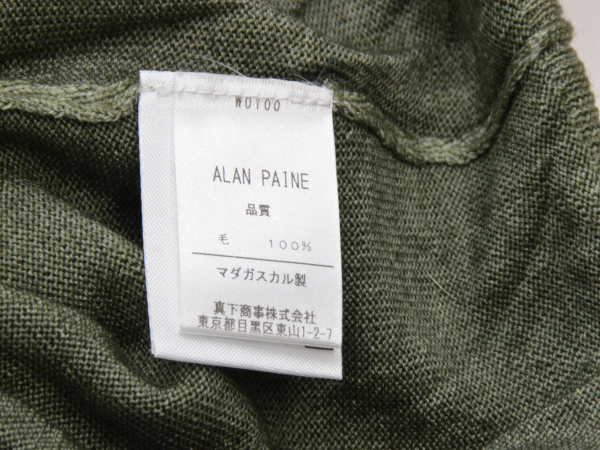 W0100
ALAN PAINE
品質
毛 100%
マダガスカル製
真下商事株式会社
東京都目黒区東山1-2-7